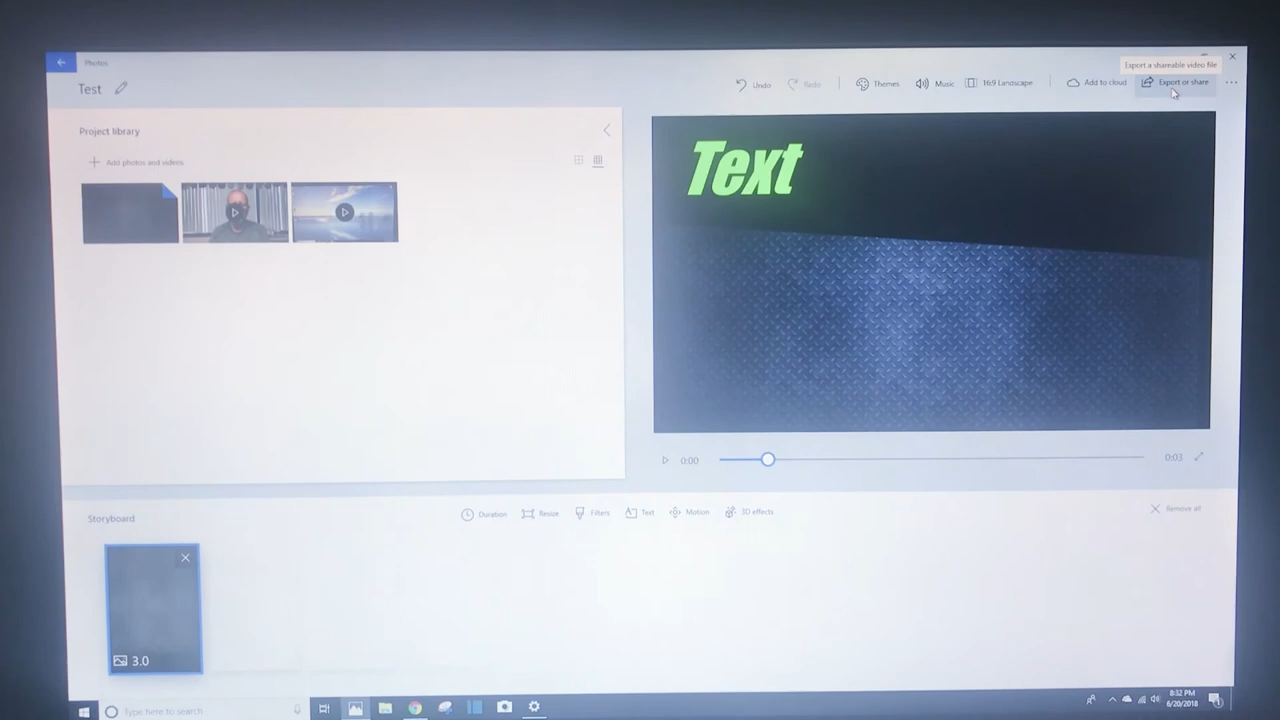 Photos
Export a shareable video file
Test
Undo
Redo
Themes
Music
16:9 Landscape
Add to cloud
Export or share
Project library
Add photos and videos
Text
0:00
0:03
Storyboard
Duration
Resize
Filters
Text
Motion
3D effects
Remove all
3.0
Type here to search
8:32 PM
6/20/2018
1